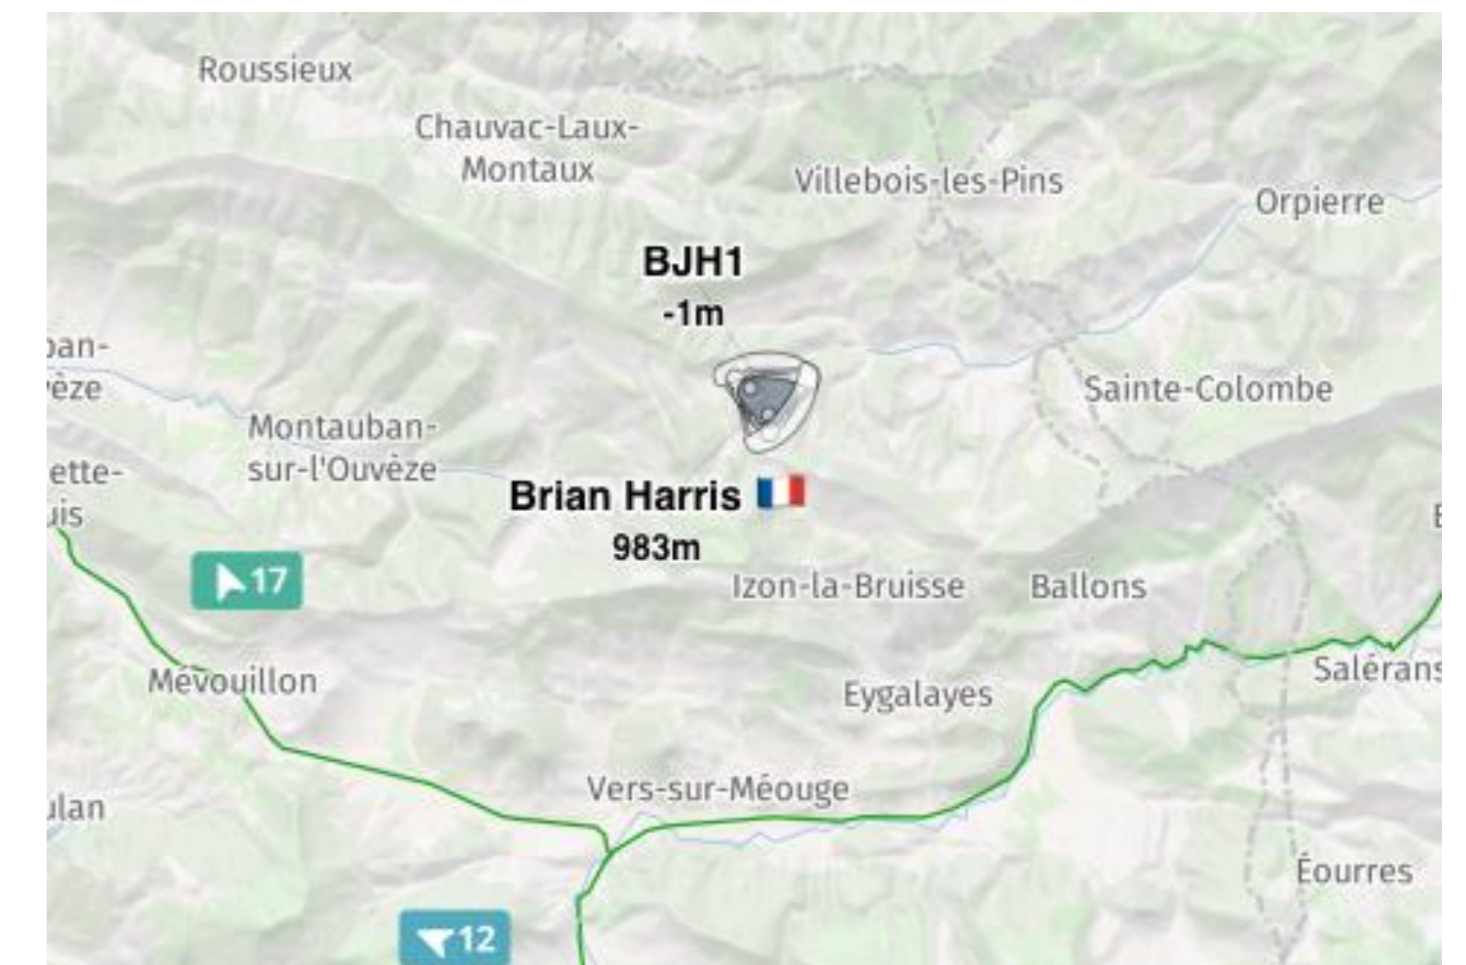 Roussieux
Chauvac-Laux-
Montaux
Villebois-les-Pins
Orpierre
BJH1
-1m
Sainte-Colombe
Montauban-
sur-l'Ouvèze
Brian Harris
983m
17
Izon-la-Bruisse
Ballons
Mévouillon
Eygalayes
Salérans
Vers-sur-Méouge
Éourres
12